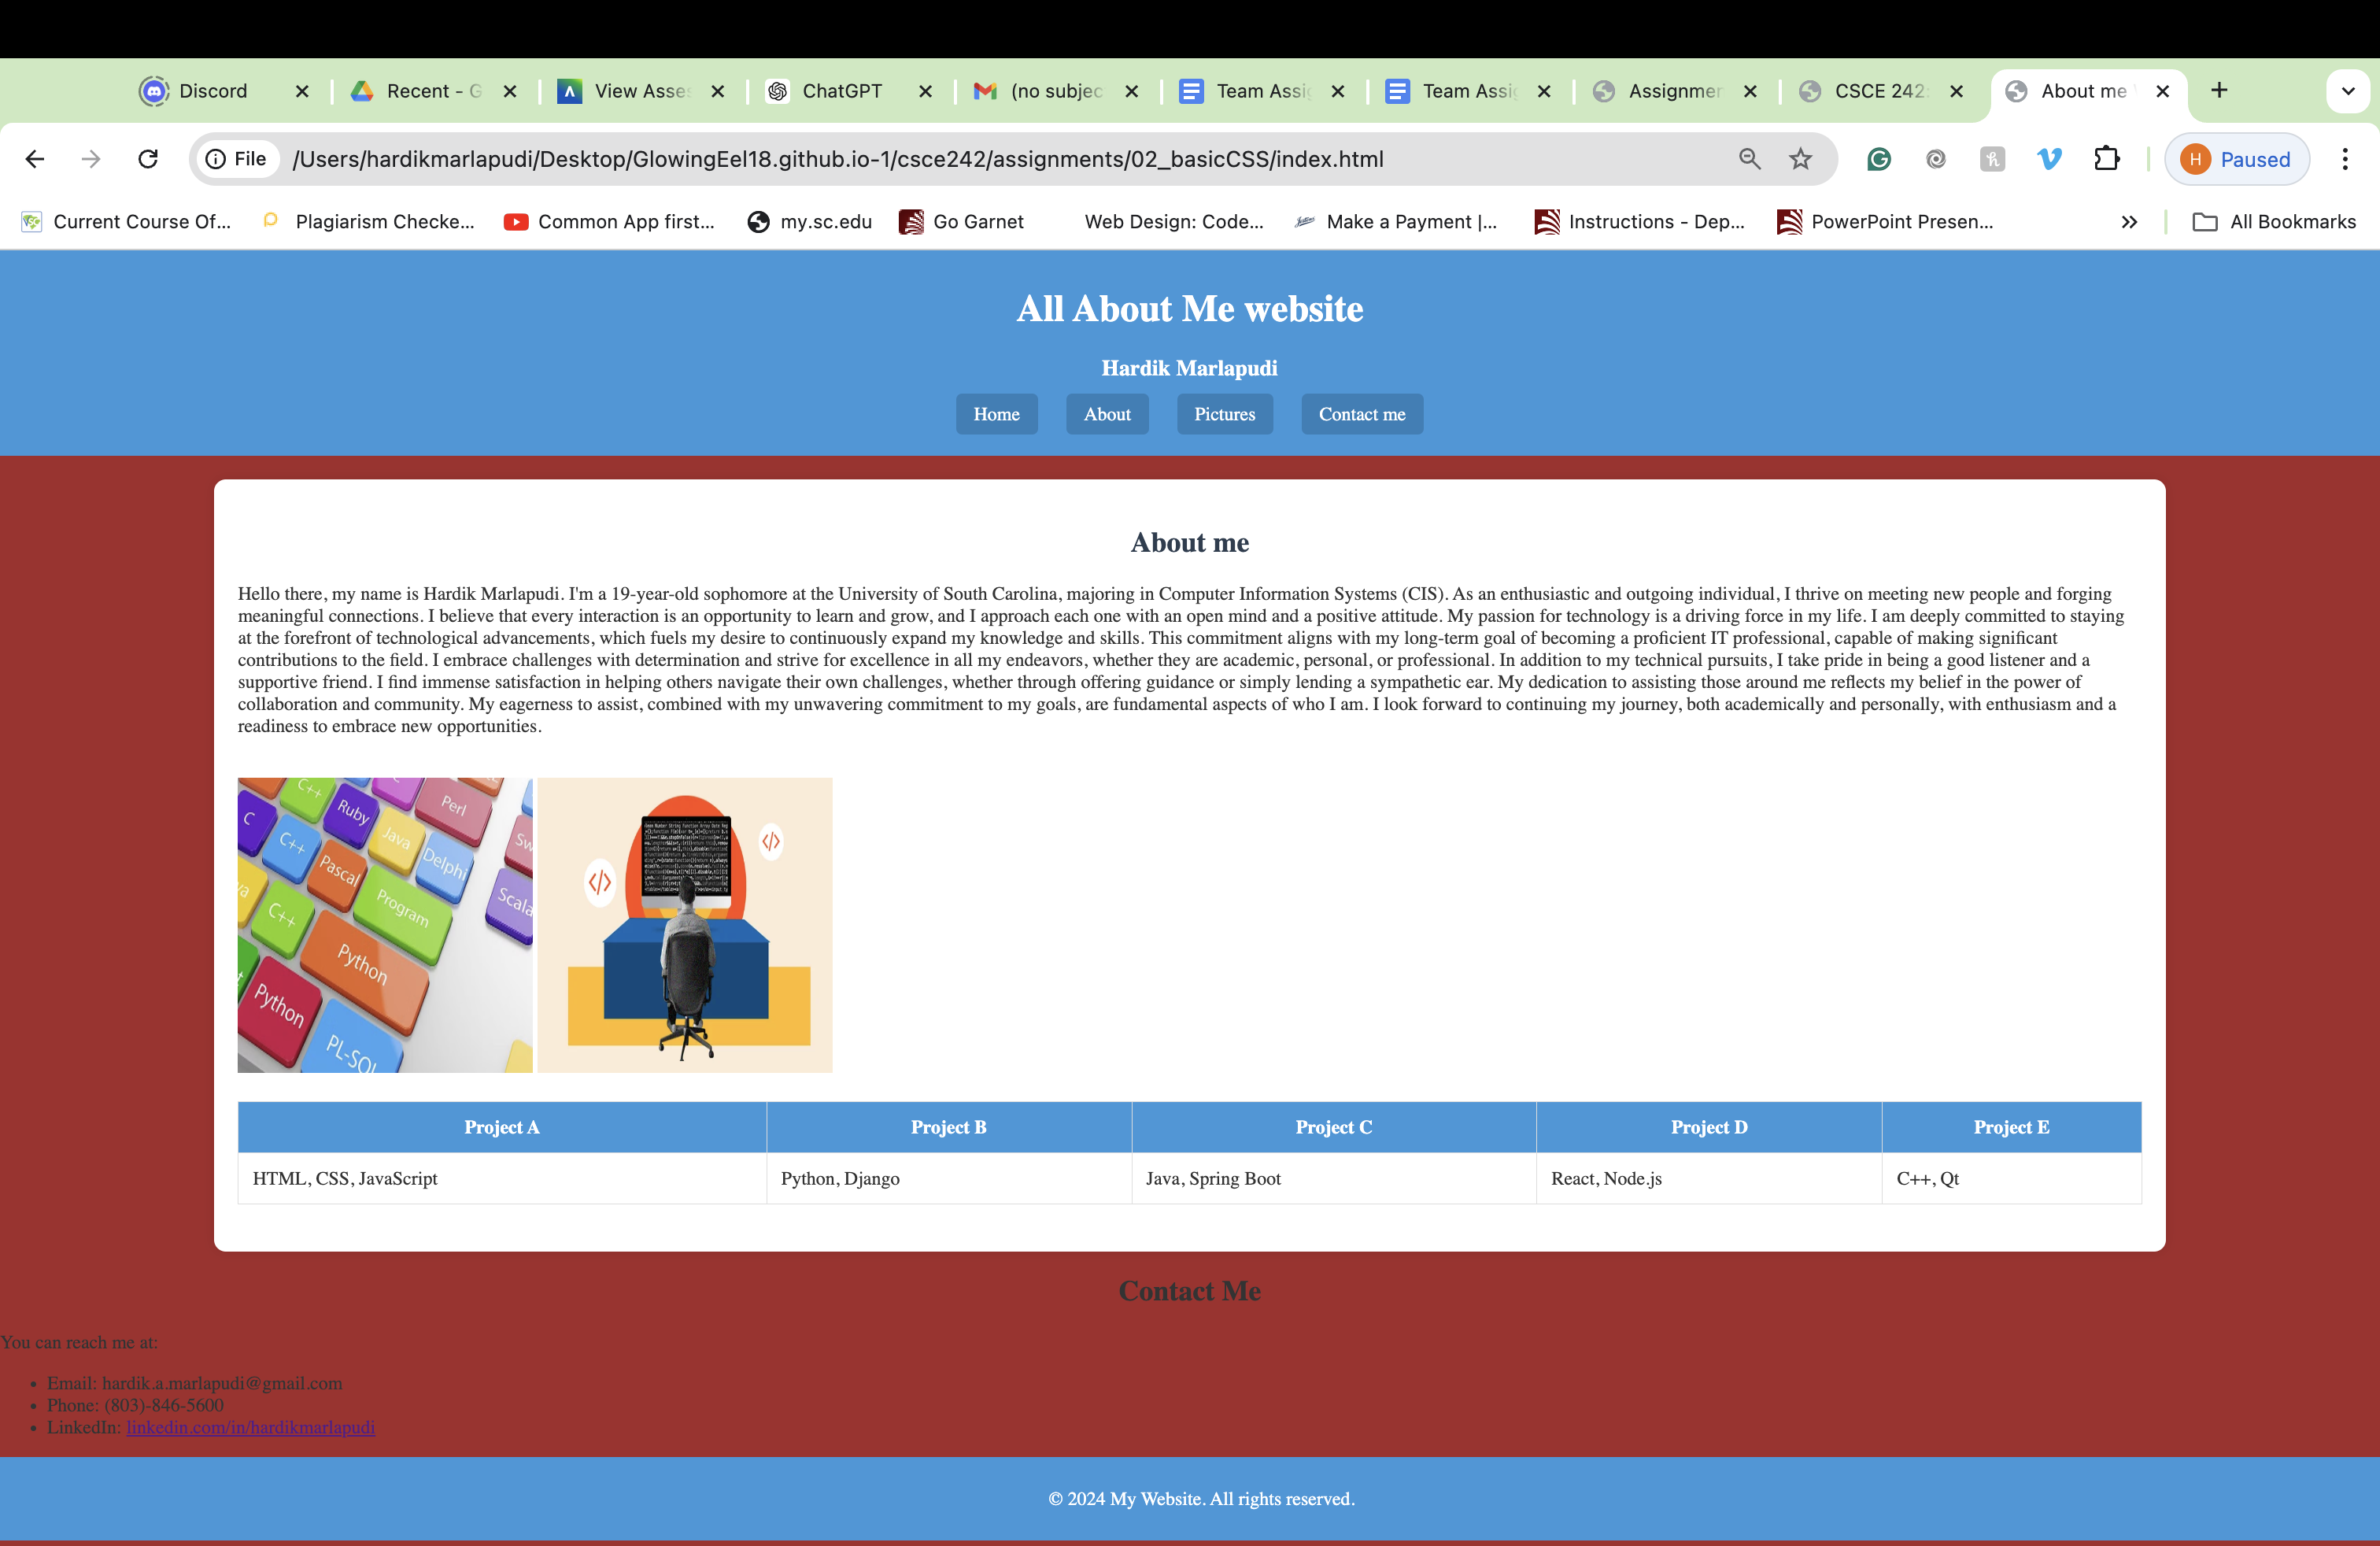 Discord
Recent - G
View Asses
ChatGPT
(no subjec
Team Assig
Team Assig
Assignmen
CSCE 242:
About me
File
/Users/hardikmarlapudi/Desktop/GlowingEel18.github.io-1/csce242/assignments/02_basicCSS/index.html
H Paused
Current Course Of...
Plagiarism Checke...
Common App first...
my.sc.edu
Go Garnet
Web Design: Code...
Make a Payment |...
Instructions - Dep...
PowerPoint Presen...
All Bookmarks
All About Me website
Hardik Marlapudi
Home
About
Pictures
Contact me
About me
Hello there, my name is Hardik Marlapudi. I'm a 19-year-old sophomore at the University of South Carolina, majoring in Computer Information Systems (CIS). As an enthusiastic and outgoing individual, I thrive on meeting new people and forging
meaningful connections. I believe that every interaction is an opportunity to learn and grow, and I approach each one with an open mind and a positive attitude. My passion for technology is a driving force in my life. I am deeply committed to staying
at the forefront of technological advancements, which fuels my desire to continuously expand my knowledge and skills. This commitment aligns with my long-term goal of becoming a proficient IT professional, capable of making significant
contributions to the field. I embrace challenges with determination and strive for excellence in all my endeavors, whether they are academic, personal, or professional. In addition to my technical pursuits, I take pride in being a good listener and a
supportive friend. I find immense satisfaction in helping others navigate their own challenges, whether through offering guidance or simply lending a sympathetic ear. My dedication to assisting those around me reflects my belief in the power of
collaboration and community. My eagerness to assist, combined with my unwavering commitment to my goals, are fundamental aspects of who I am. I look forward to continuing my journey, both academically and personally, with enthusiasm and a
readiness to embrace new opportunities.
C++
Perl
C
Ruby
C++
Java
Sw
Pascal
Delphi
va
C++
Program
Scala
Python
Python
PL-SQL
</>
</>
Project A
Project B
Project C
Project D
Project E
HTML, CSS, JavaScript
Python, Django
Java, Spring Boot
React, Node.js
C++, Qt
Contact Me
You can reach me at:
• Email: hardik.a.marlapudi@gmail.com
• Phone: (803)-846-5600
• LinkedIn: linkedin.com/in/hardikmarlapudi
© 2024 My Website. All rights reserved.